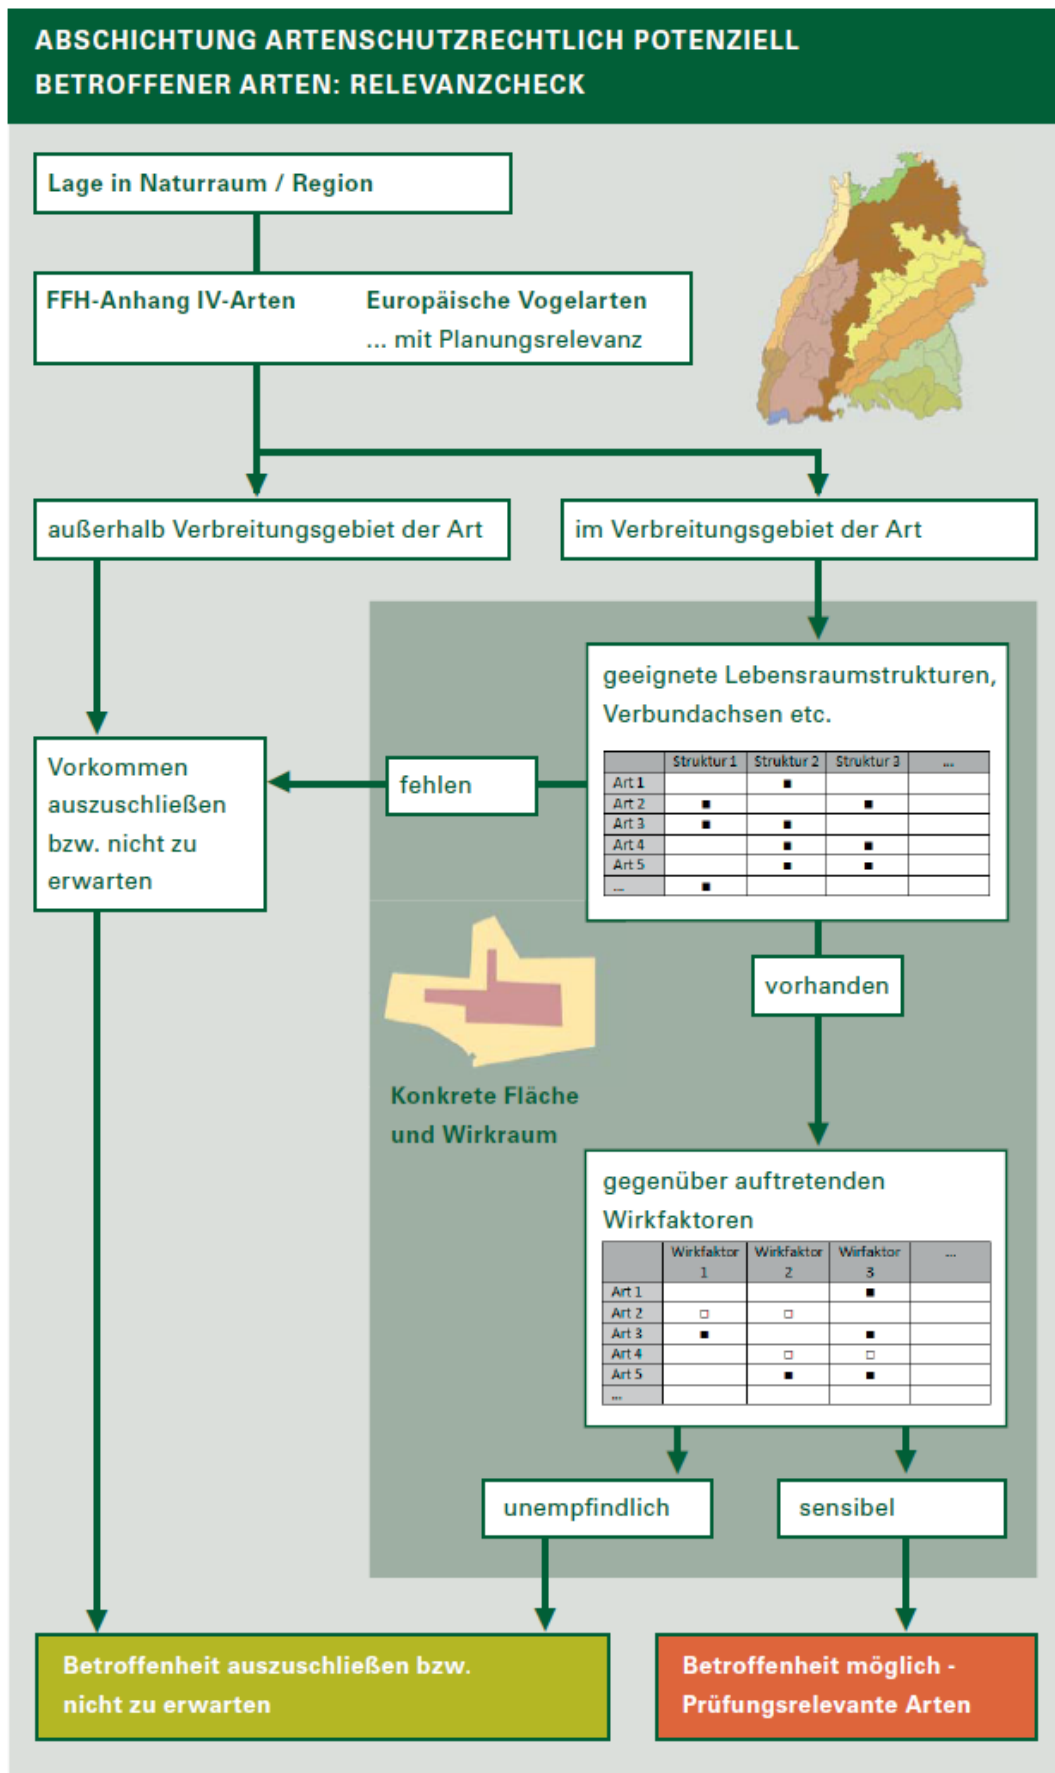 ABSCHICHTUNG ARTENSCHUTZRECHTLICH POTENZIELL
BETROFFENER ARTEN: RELEVANZCHECK
Lage in Naturraum / Region
FFH-Anhang IV-Arten
Europäische Vogelarten
... mit Planungsrelevanz
außerhalb Verbreitungsgebiet der Art
im Verbreitungsgebiet der Art
geeignete Lebensraumstrukturen,
Verbundachsen etc.
Struktur 1 Struktur 2 Struktur 3 ...
Art 1 ■
Art 2 ■ ■
Art 3 ■ ■
Art 4 ■ ■
Art 5 ■ ■
... ■
fehlen
Vorkommen
auszuschließen
bzw. nicht zu
erwarten
vorhanden
Konkrete Fläche
und Wirkraum
gegenüber auftretenden
Wirkfaktoren
Wirkfaktor Wirkfaktor Wirfaktor ...
1 2 3
Art 1 ■
Art 2 □ □
Art 3 ■ ■
Art 4 □ □
Art 5 ■ ■
...
unempfindlich
sensibel
Betroffenheit auszuschließen bzw.
nicht zu erwarten
Betroffenheit möglich -
Prüfungsrelevante Arten